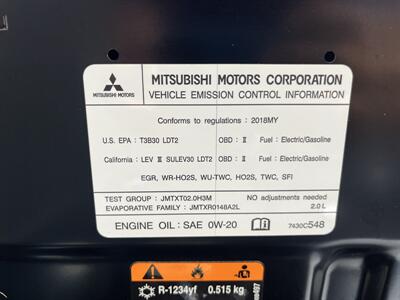 MITSUBISHI MOTORS CORPORATION
MITSUBISHI MOTORS
VEHICLE EMISSION CONTROL INFORMATION
Conforms to regulations : 2018MY
U.S. EPA : T3B30 LDT2 OBD : II Fuel : Electric/Gasoline
California : LEV III SULEV30 LDT2 OBD : II Fuel : Electric/Gasoline
EGR, WR-HO2S, WU-TWC, HO2S, TWC, SFI
TEST GROUP : JMTXT02.0H3M NO adjustments needed
EVAPORATIVE FAMILY : JMTXR0148A2L 2.0 L
ENGINE OIL: SAE 0W-20 7430C548
R-1234yf 0.515 kg